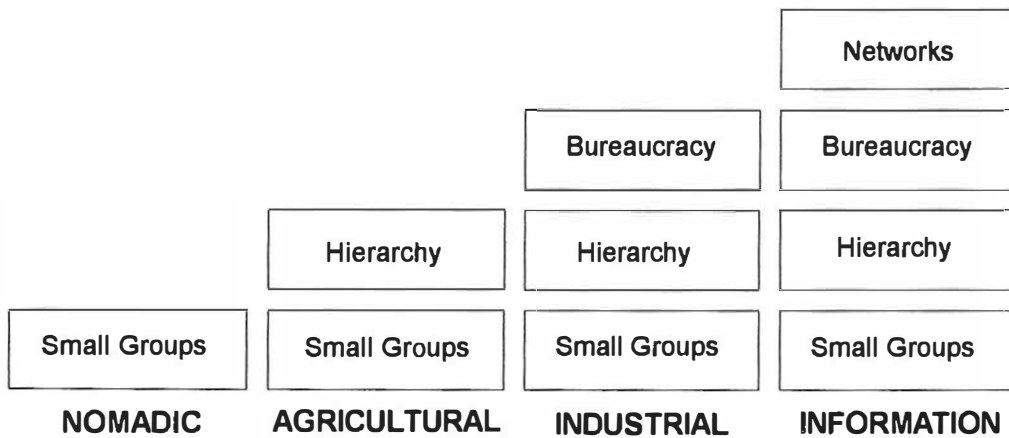 Networks
Bureaucracy Bureaucracy
Hierarchy Hierarchy Hierarchy
Small Groups Small Groups Small Groups Small Groups
NOMADIC AGRICULTURAL INDUSTRIAL INFORMATION